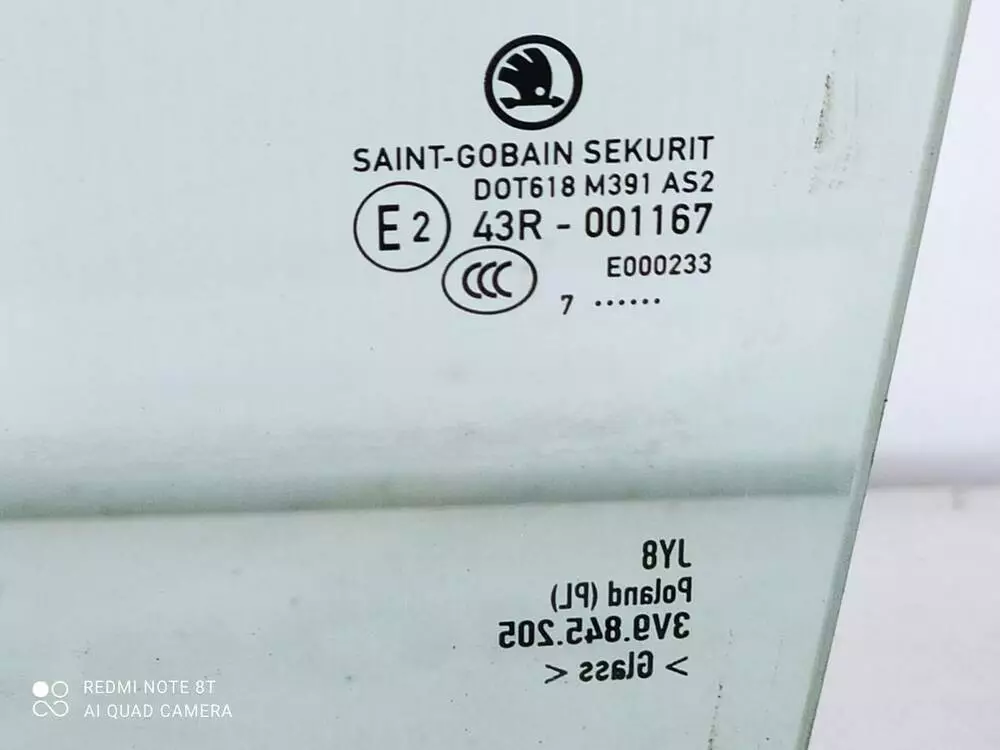 SAINT-GOBAIN SEKURIT
DOT618 M391 AS2
E2 43R - 001167
CCC E000233
7 ......
JY8
Poland (PL)
3V9.845.205
> Glass <
REDMI NOTE 8T
AI QUAD CAMERA